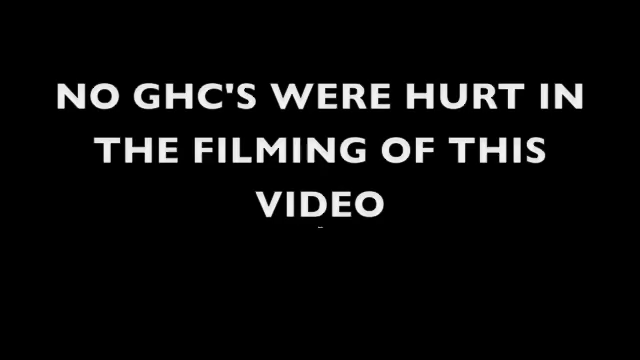 NO GHC'S WERE HURT IN
THE FILMING OF THIS
VIDEO